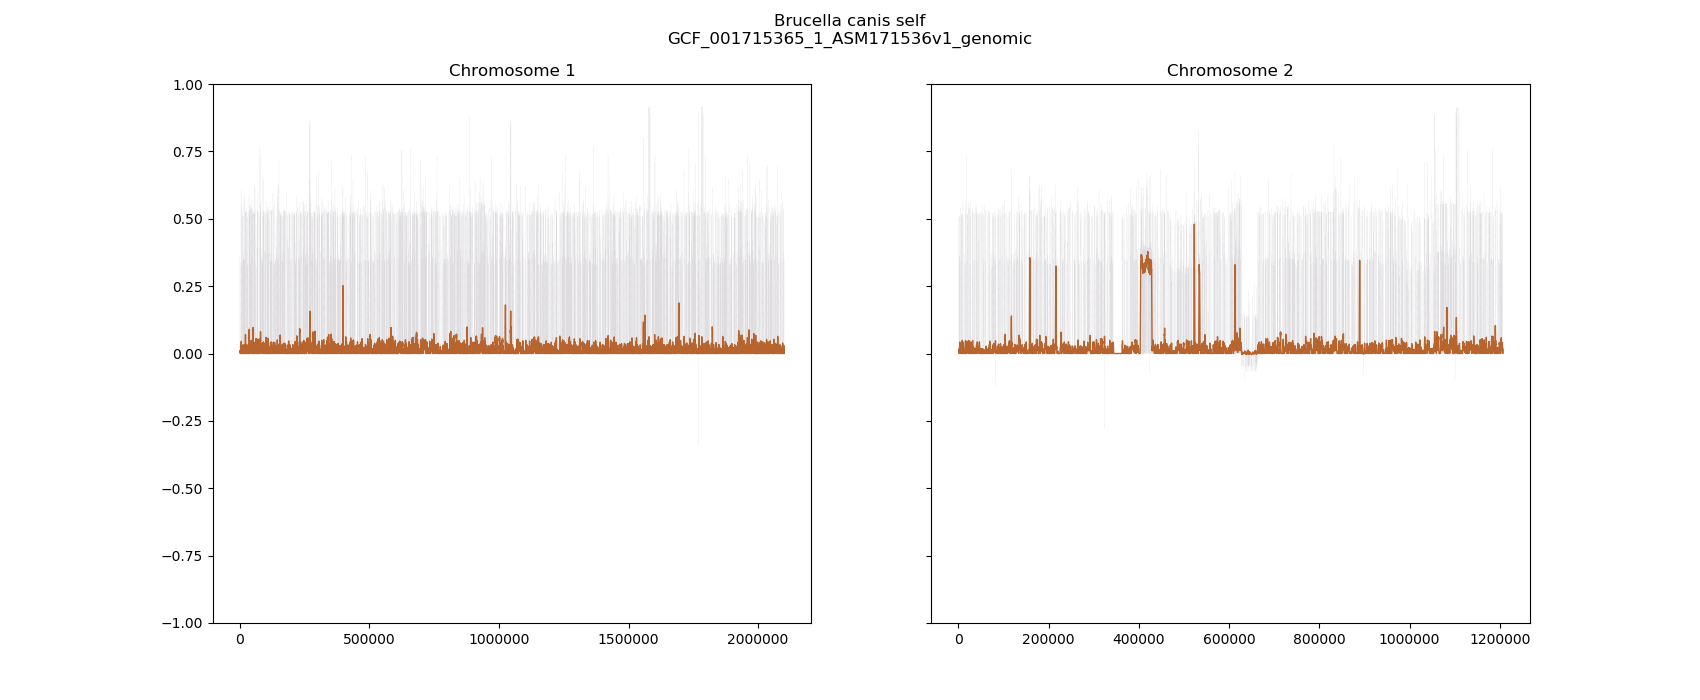 Brucella canis self
GCF_001715365_1_ASM171536v1_genomic
Chromosome 1
Chromosome 2
1.00
0.75
0.50
0.25
0.00
−0.25
−0.50
−0.75
−1.00
0 500000 1000000 1500000 2000000
0 200000 400000 600000 800000 1000000 1200000